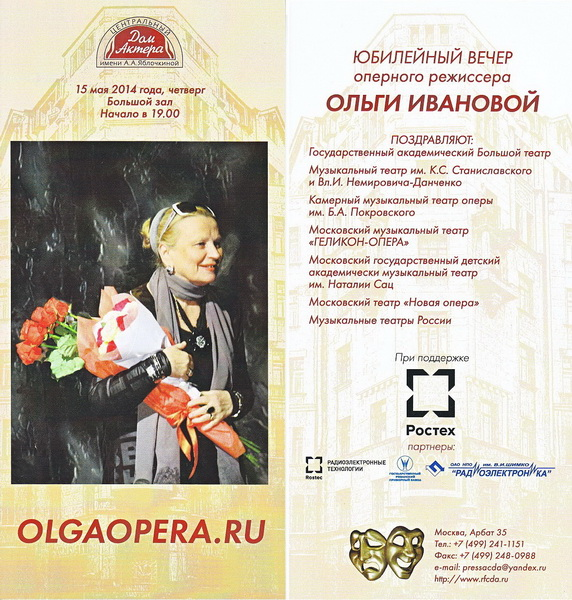 ЦЕНТРАЛЬНЫЙ
Дом
Актера
имени А.А.Яблочкиной
15 мая 2014 года, четверг
Большой зал
Начало в 19.00
OLGAOPERA.RU
ЮБИЛЕЙНЫЙ ВЕЧЕР
оперного режиссера
ОЛЬГИ ИВАНОВОЙ
ПОЗДРАВЛЯЮТ:
Государственный академический Большой театр
Музыкальный театр им. К.С. Станиславского
и Вл.И. Немировича-Данченко
Камерный музыкальный театр оперы
им. Б.А. Покровского
Московский музыкальный театр
«ГЕЛИКОН-ОПЕРА»
Московский государственный детский
академически музыкальный театр
им. Наталии Сац
Московский театр «Новая опера»
Музыкальные театры России
При поддержке
Ростех
партнеры:
Rostec
РАДИОЭЛЕКТРОННЫЕ
ТЕХНОЛОГИИ
ГОСУДАРСТВЕННЫЙ
РЯЗАНСКИЙ
ПРИБОРНЫЙ ЗАВОД
ОАО НПО им. В.И.ШИМКО
"РАДИОЭЛЕКТРОНИКА"
Москва, Арбат 35
Тел.: +7 (499) 241-1151
Факс: +7 (499) 248-0988
e-mail: pressacda@yandex.ru
http://www.rfcda.ru